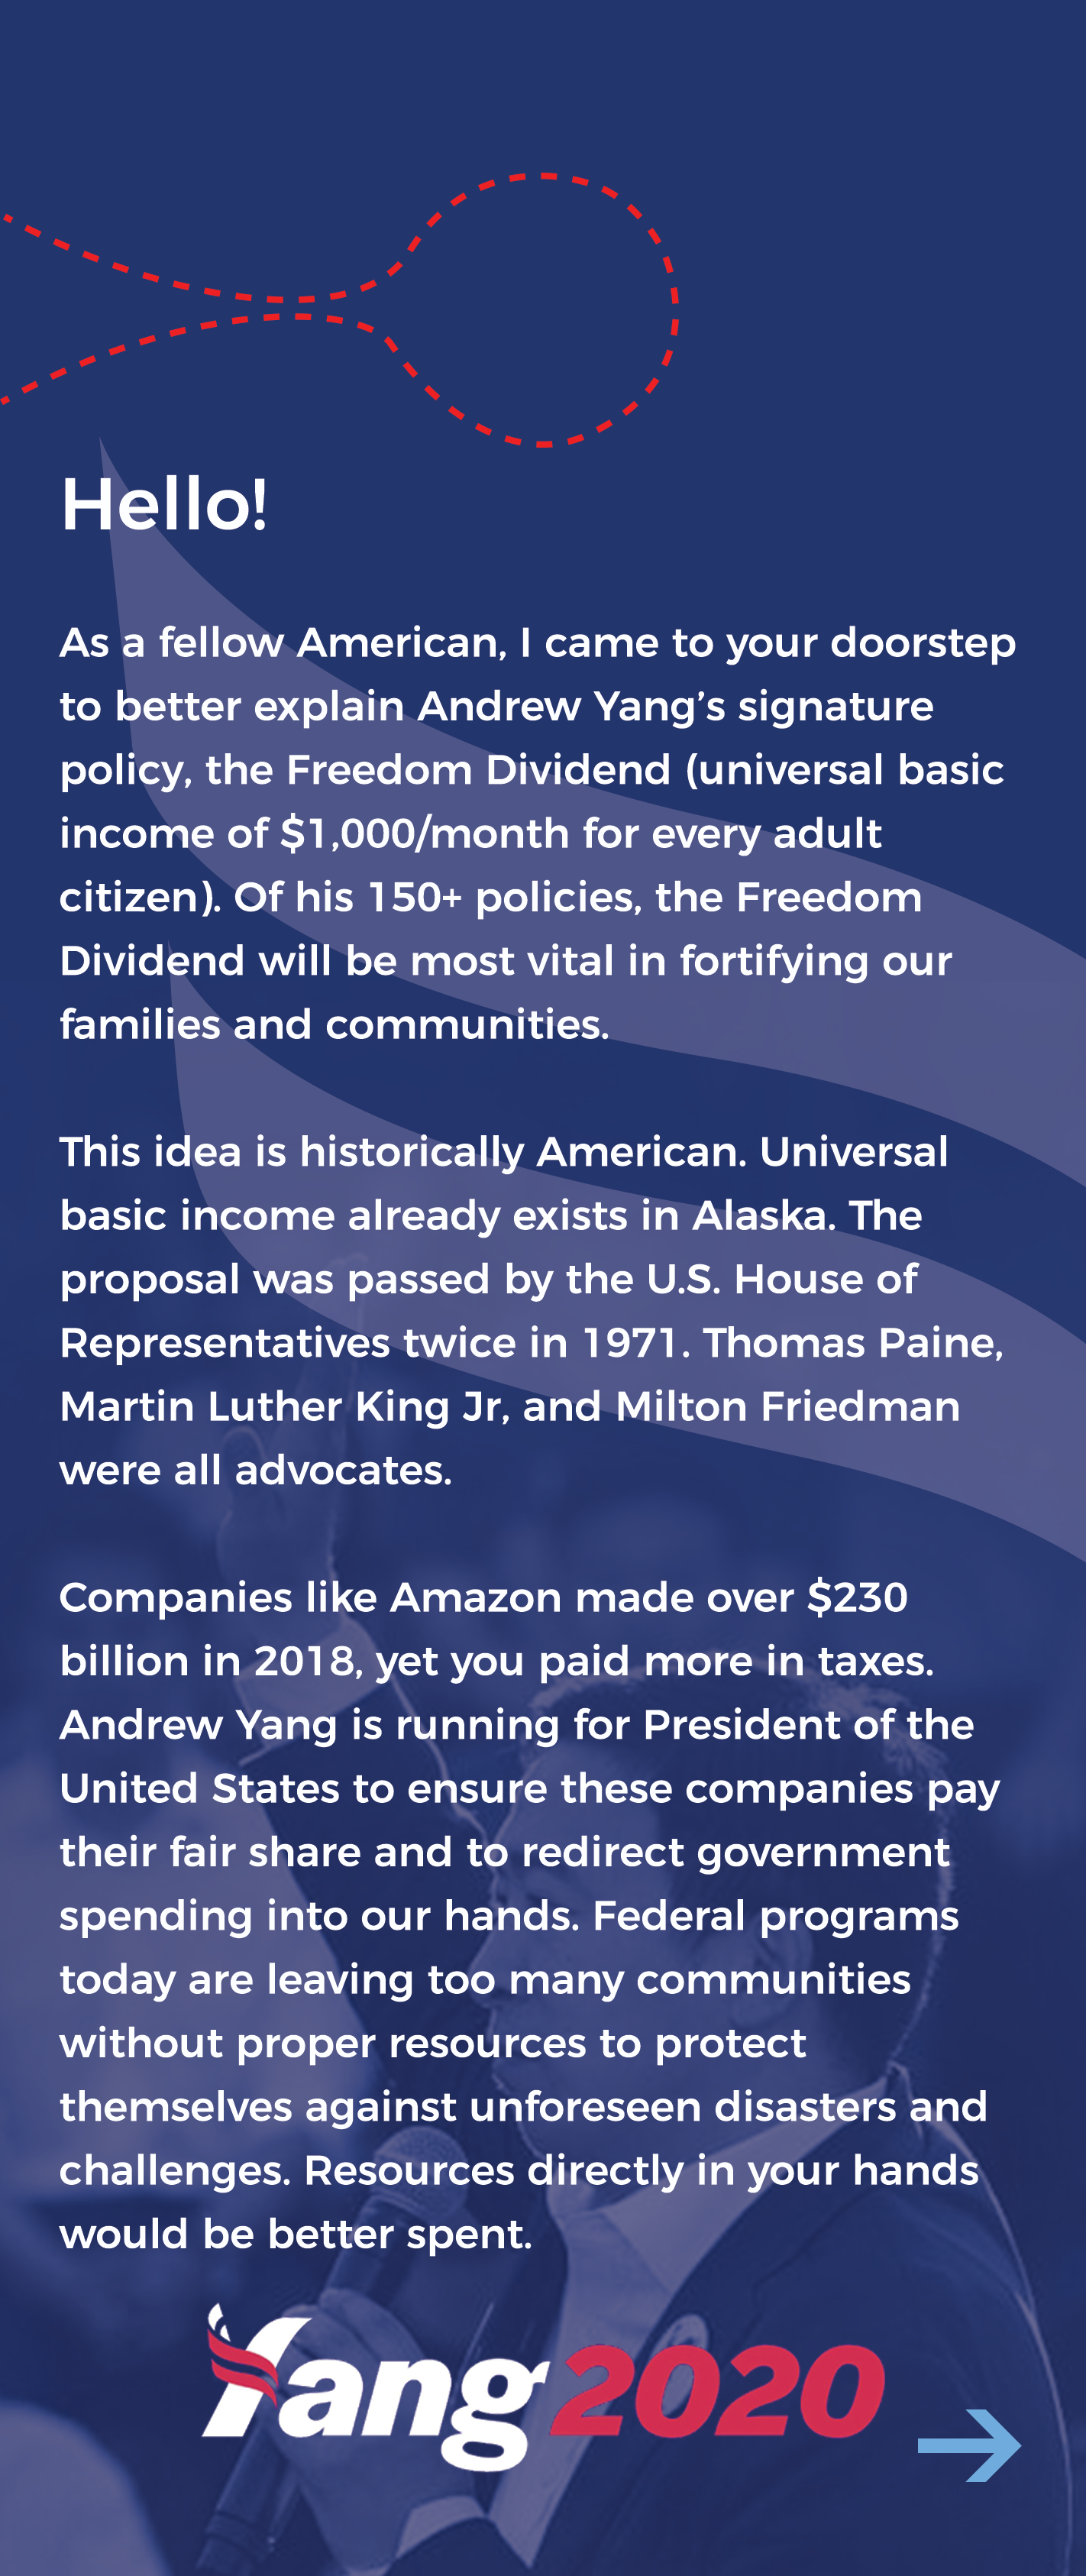 Hello!
As a fellow American, I came to your doorstep
to better explain Andrew Yang’s signature
policy, the Freedom Dividend (universal basic
income of $1,000/month for every adult
citizen). Of his 150+ policies, the Freedom
Dividend will be most vital in fortifying our
families and communities.
This idea is historically American. Universal
basic income already exists in Alaska. The
proposal was passed by the U.S. House of
Representatives twice in 1971. Thomas Paine,
Martin Luther King Jr, and Milton Friedman
were all advocates.
Companies like Amazon made over $230
billion in 2018, yet you paid more in taxes.
Andrew Yang is running for President of the
United States to ensure these companies pay
their fair share and to redirect government
spending into our hands. Federal programs
today are leaving too many communities
without proper resources to protect
themselves against unforeseen disasters and
challenges. Resources directly in your hands
would be better spent.
Yang2020